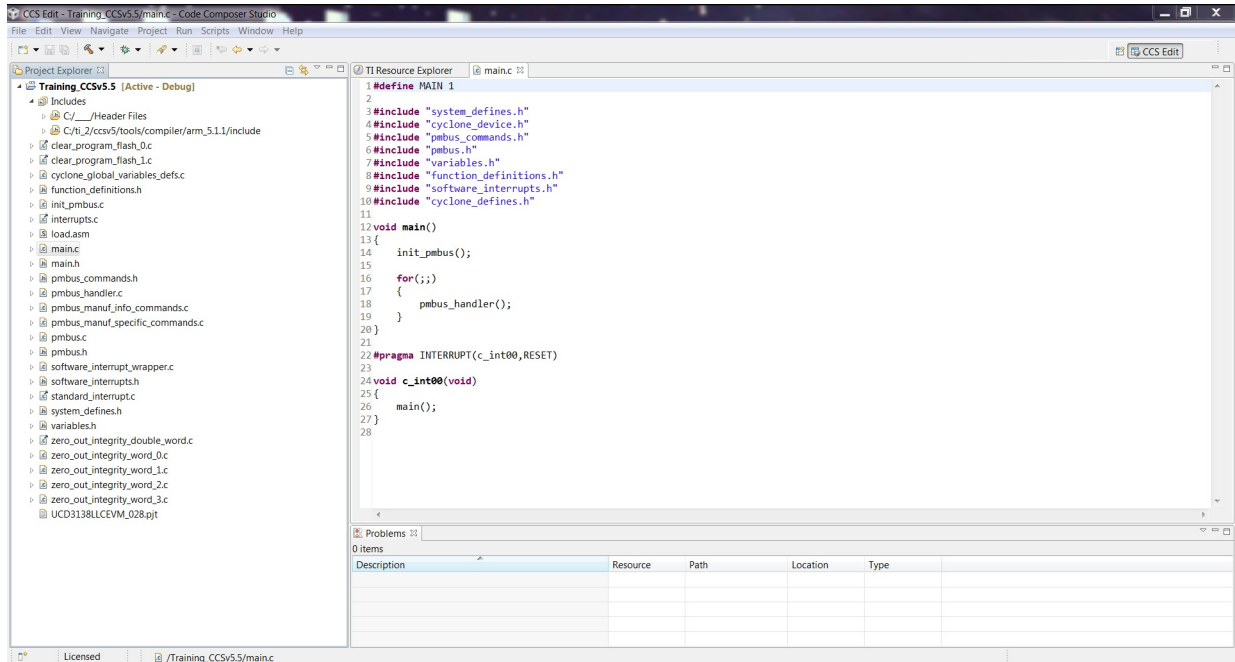 CCS Edit - Training_CCSv5.5/main.c - Code Composer Studio
File Edit View Navigate Project Run Scripts Window Help
CCS Edit
Project Explorer
Training_CCSv5.5 [Active - Debug]
Includes
C:/___/Header Files
C:/ti_2/ccsv5/tools/compiler/arm_5.1.1/include
clear_program_flash_0.c
clear_program_flash_1.c
cyclone_global_variables_defs.c
function_definitions.h
init_pmbus.c
interrupts.c
load.asm
main.c
main.h
pmbus_commands.h
pmbus_handler.c
pmbus_manuf_info_commands.c
pmbus_manuf_specific_commands.c
pmbus.c
pmbus.h
software_interrupt_wrapper.c
software_interrupts.h
standard_interrupt.c
system_defines.h
variables.h
zero_out_integrity_double_word.c
zero_out_integrity_word_0.c
zero_out_integrity_word_1.c
zero_out_integrity_word_2.c
zero_out_integrity_word_3.c
UCD3138LLCEVM_028.pjt
TI Resource Explorer main.c
1 #define MAIN 1
2
3 #include "system_defines.h"
4 #include "cyclone_device.h"
5 #include "pmbus_commands.h"
6 #include "pmbus.h"
7 #include "variables.h"
8 #include "function_definitions.h"
9 #include "software_interrupts.h"
10 #include "cyclone_defines.h"
11
12 void main()
13 {
14 init_pmbus();
15
16 for(;;)
17 {
18 pmbus_handler();
19 }
20 }
21
22 #pragma INTERRUPT(c_int00,RESET)
23
24 void c_int00(void)
25 {
26 main();
27 }
28
Problems
0 items
Description Resource Path Location Type
Licensed /Training_CCSv5.5/main.c